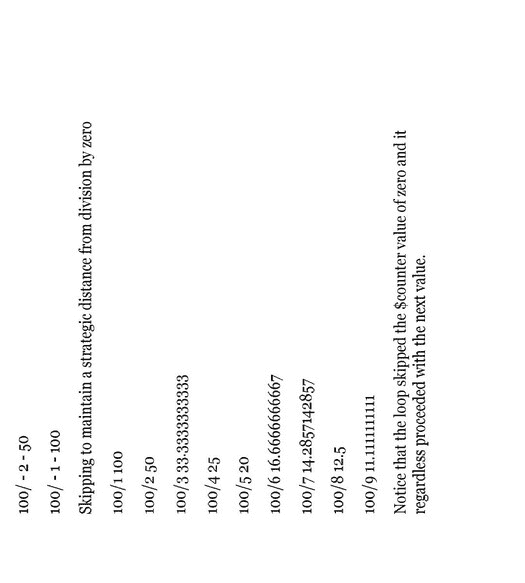 100/ - 2 - 50
100/ - 1 - 100
Skipping to maintain a strategic distance from division by zero
100/1 100
100/2 50
100/3 33.3333333333
100/4 25
100/5 20
100/6 16.6666666667
100/7 14.2857142857
100/8 12.5
100/9 11.1111111111
Notice that the loop skipped the $counter value of zero and it
regardless proceeded with the next value.